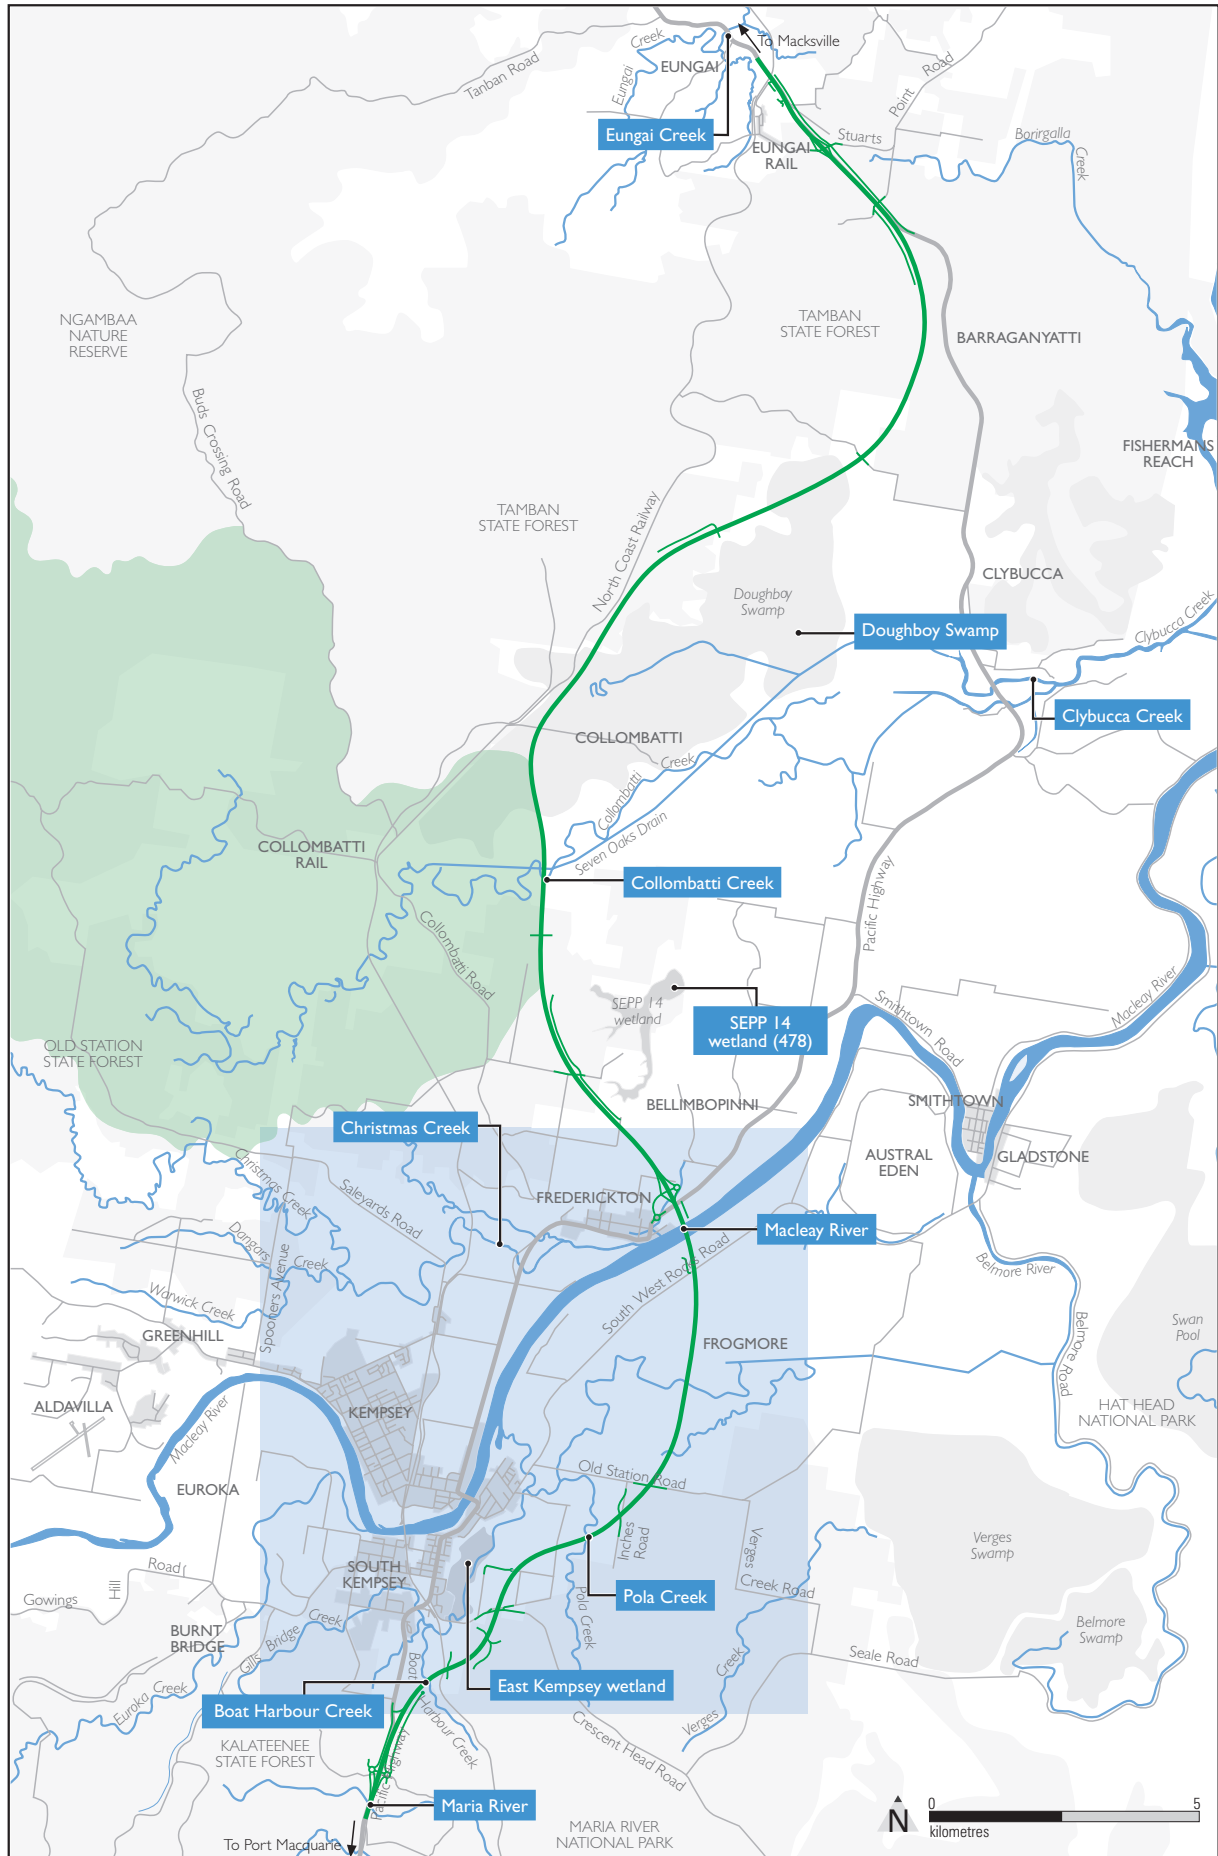 To Macksville
Creek
EUNGAI
Tanban Road
Eungai
Road
Point
Eungai Creek
Stuarts
Borirgalla
Creek
EUNGAI
RAIL
NGAMBAA
NATURE
RESERVE
TAMBAN
STATE FOREST
BARRAGANYATTI
Buds Crossing Road
FISHERMANS
REACH
TAMBAN
STATE FOREST
North Coast Railway
CLYBUCCA
Doughboy
Swamp
Doughboy Swamp
Clybucca Creek
Clybucca Creek
COLLOMBATTI
Creek
Collombatti
Seven Oaks Drain
COLLOMBATTI
RAIL
Collombatti Creek
Pacific Highway
Collombatti Road
SEPP 14
wetland
SEPP 14
wetland (478)
Smithtown Road
Macleay River
OLD STATION
STATE FOREST
BELLIMBOPINNI
SMITHTOWN
Christmas Creek
AUSTRAL
EDEN
GLADSTONE
Christmas Creek
Saleyards Road
FREDERICKTON
Macleay River
Dangars Creek
Spooners Avenue
South West Rocks Road
Belmore River
Warwick Creek
GREENHILL
FROGMORE
Belmore Road
Swan
Pool
ALDAVILLA
KEMPSEY
HAT HEAD
NATIONAL PARK
Macleay River
EUROKA
Old Station Road
Inches
Road
Verges
Creek Road
Verges
Swamp
SOUTH
KEMPSEY
Gowings
Hill
Road
Pola Creek
Pola Creek
Belmore
Swamp
BURNT
BRIDGE
Gills Bridge Creek
Boat
Harbour Creek
Seale Road
Euroka Creek
East Kempsey wetland
Boat Harbour Creek
Verges
Creek
Crescent Head Road
KALATEENEE
STATE FOREST
Pacific Highway
Maria River
MARIA RIVER
NATIONAL PARK
To Port Macquarie
N
0
5
kilometres